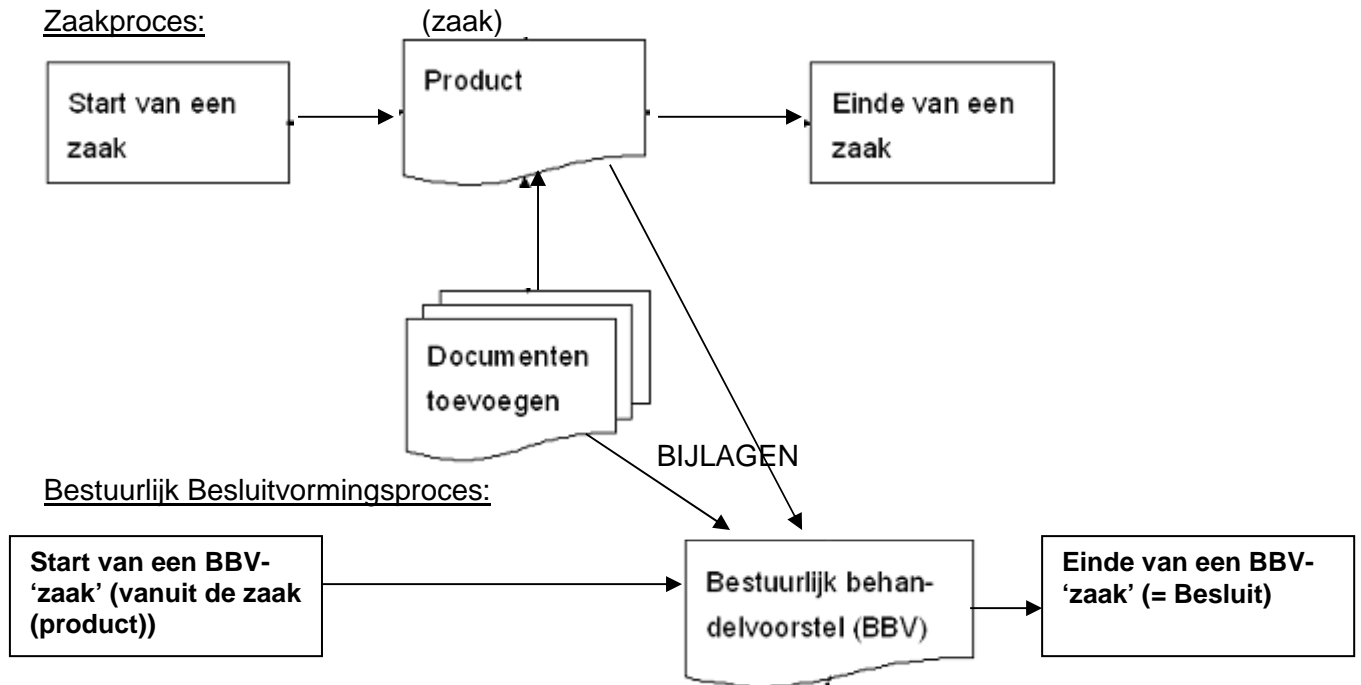 Zaakproces:
(zaak)
Start van een
zaak
Product
Einde van een
zaak
Documenten
toevoegen
BIJLAGEN
Bestuurlijk Besluitvormingsproces:
Start van een BBV-
‘zaak’ (vanuit de zaak
(product))
Bestuurlijk behan-
delvoorstel (BBV)
Einde van een BBV-
‘zaak’ (= Besluit)